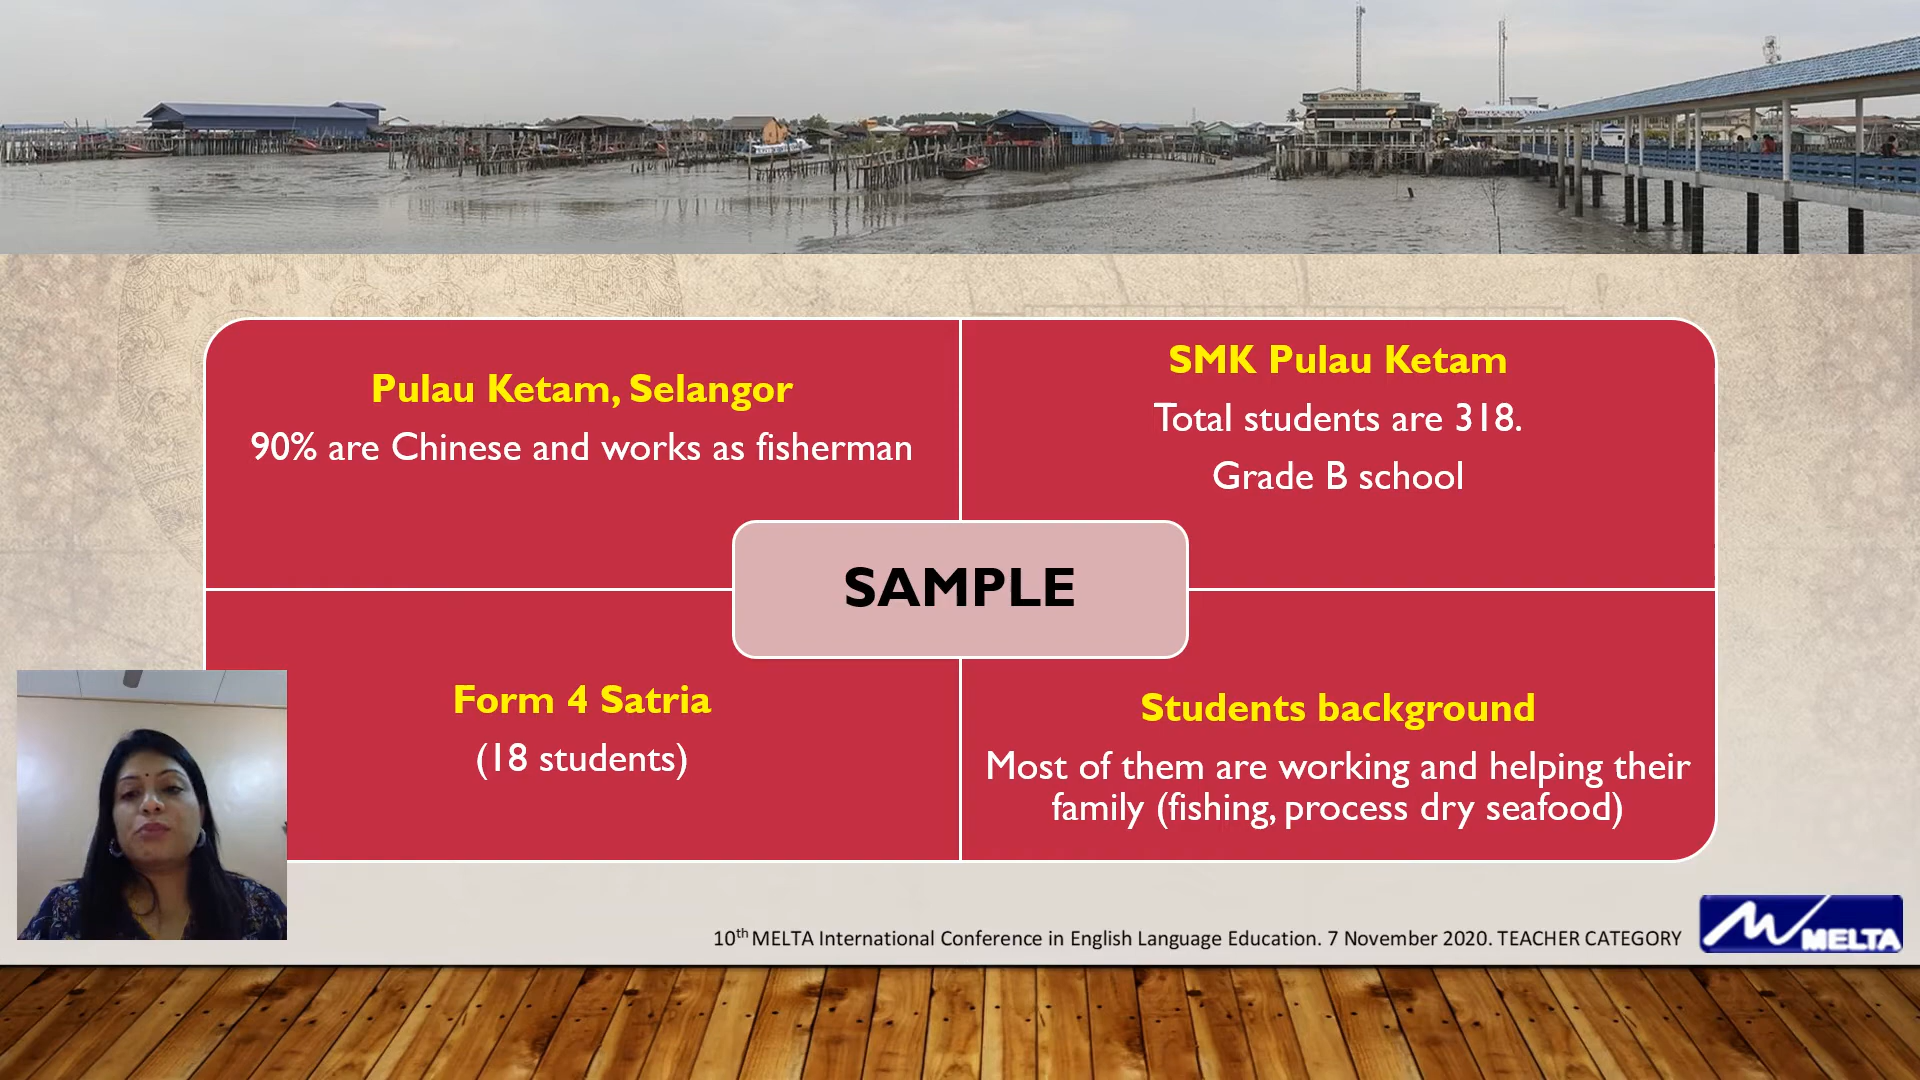 Pulau Ketam, Selangor
90% are Chinese and works as fisherman
SMK Pulau Ketam
Total students are 318.
Grade B school
SAMPLE
Form 4 Satria
(18 students)
Students background
Most of them are working and helping their
family (fishing, process dry seafood)
10th MELTA International Conference in English Language Education. 7 November 2020. TEACHER CATEGORY
MELTA